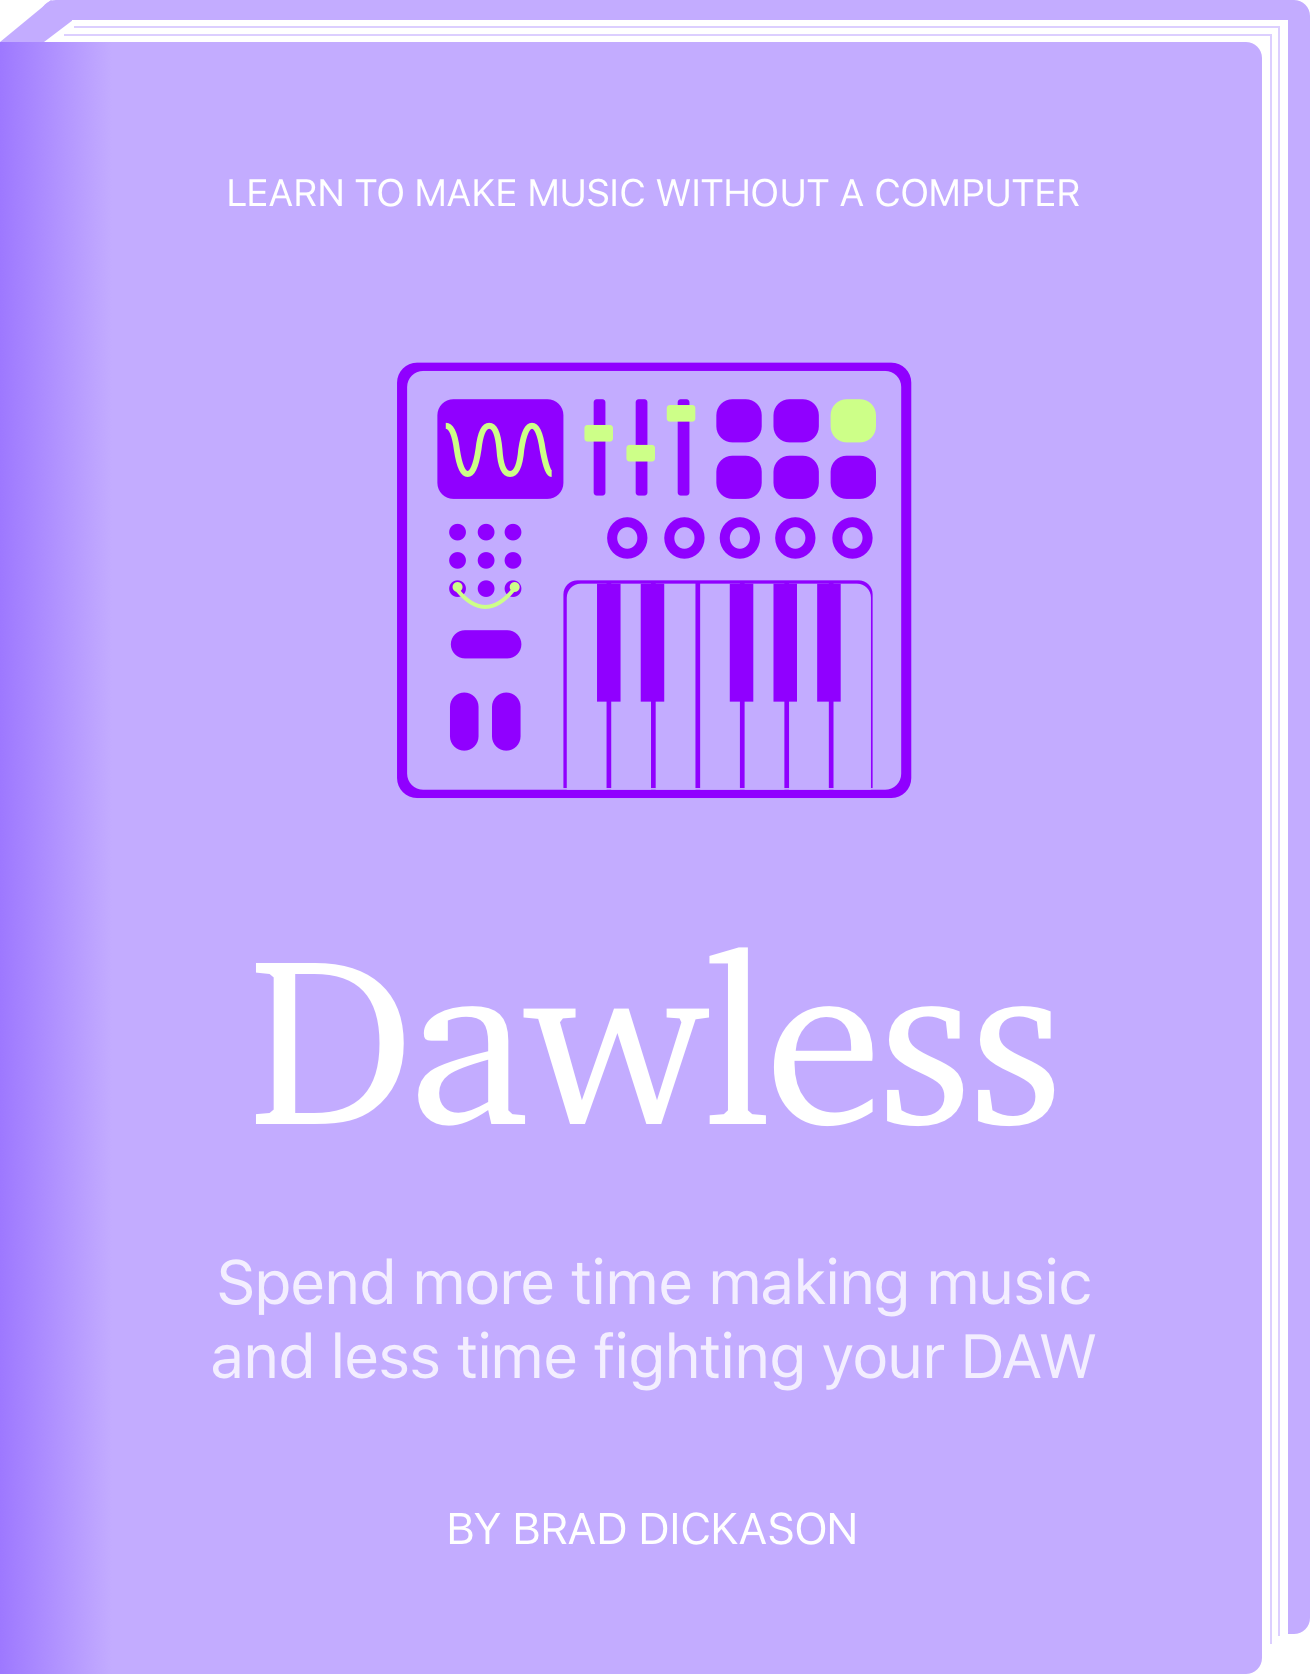 LEARN TO MAKE MUSIC WITHOUT A COMPUTER
Dawless
Spend more time making music
and less time fighting your DAW
BY BRAD DICKASON